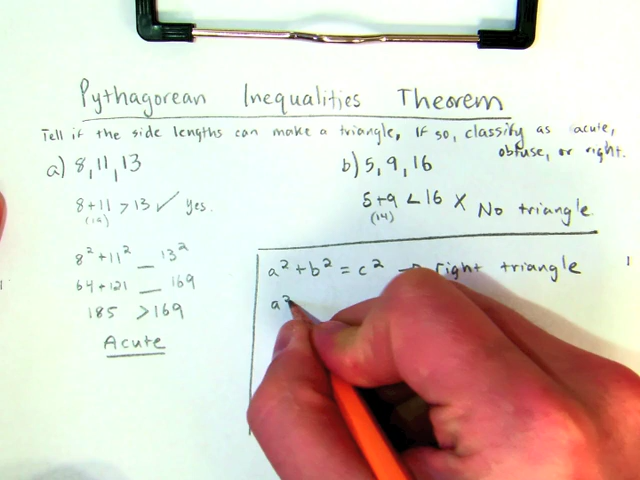 Pythagorean Inequalities Theorem
Tell if the side lengths can make a triangle, If so, classify as acute,
obtuse, or right.
a) 8, 11, 13
b) 5, 9, 16
8 + 11 > 13 ✓ Yes.
(19)
5+9 < 16 X No triangle.
(14)
8² + 11² _ 13²
64 + 121 _ 169
185 > 169
Acute
a² + b² = c² → right triangle
a²